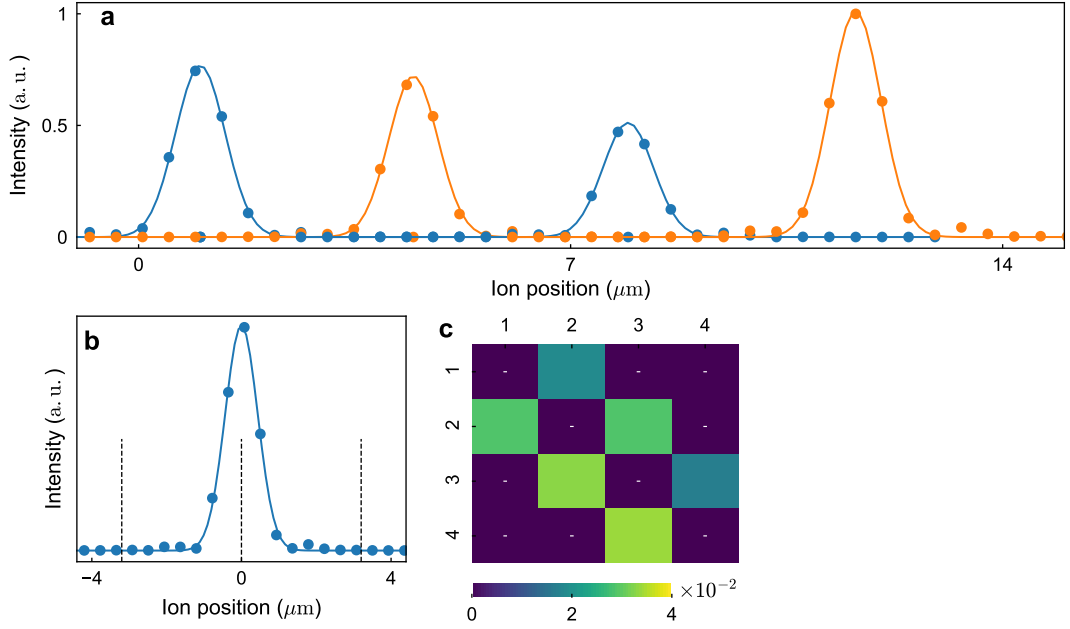 a
Intensity (a. u.)
1
0.5
0
0 7 14
Ion position (μm)
b
Intensity (a. u.)
−4 0 4
Ion position (μm)
c
1 2 3 4
1 - - -
2 - -
3 - -
4 - - -
×10⁻²
0 2 4